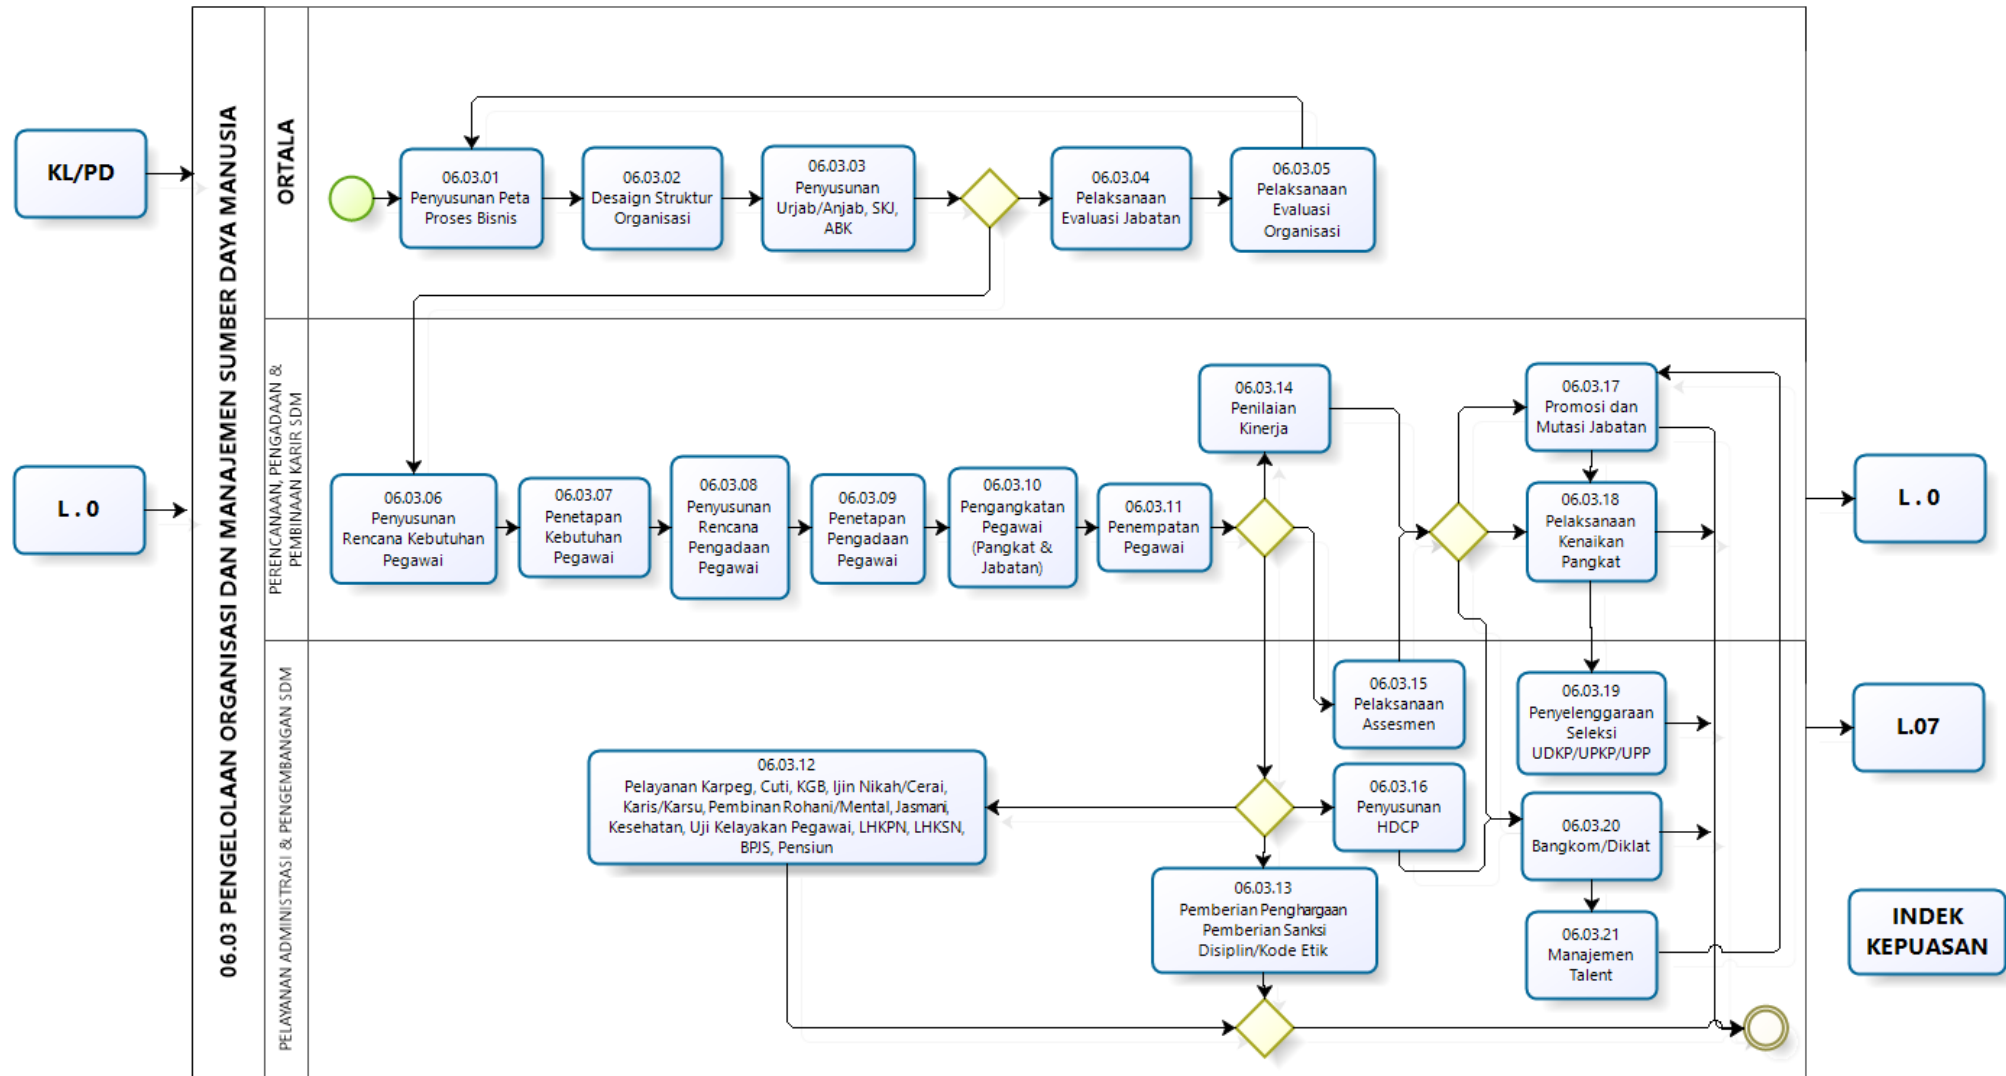 KL/PD
L . 0
06.03 PENGELOLAAN ORGANISASI DAN MANAJEMEN SUMBER DAYA MANUSIA
ORTALA
06.03.01
Penyusunan Peta
Proses Bisnis
06.03.02
Desaign Struktur
Organisasi
06.03.03
Penyusunan
Urjab/Anjab, SKJ,
ABK
06.03.04
Pelaksanaan
Evaluasi Jabatan
06.03.05
Pelaksanaan
Evaluasi
Organisasi
PERENCANAAN, PENGADAAN &
PEMBINAAN KARIR SDM
06.03.06
Penyusunan
Rencana Kebutuhan
Pegawai
06.03.07
Penetapan
Kebutuhan
Pegawai
06.03.08
Penyusunan
Rencana
Pengadaan
Pegawai
06.03.09
Penetapan
Pengadaan
Pegawai
06.03.10
Pengangkatan
Pegawai
(Pangkat &
Jabatan)
06.03.11
Penempatan
Pegawai
06.03.14
Penilaian
Kinerja
06.03.17
Promosi dan
Mutasi Jabatan
06.03.18
Pelaksanaan
Kenaikan
Pangkat
PELAYANAN ADMINISTRASI & PENGEMBANGAN SDM
06.03.12
Pelayanan Karpeg, Cuti, KGB, Ijin Nikah/Cerai,
Karis/Karsu, Pembinan Rohani/Mental, Jasmani,
Kesehatan, Uji Kelayakan Pegawai, LHKPN, LHKSN,
BPJS, Pensiun
06.03.13
Pemberian Penghargaan
Pemberian Sanksi
Disiplin/Kode Etik
06.03.15
Pelaksanaan
Assesmen
06.03.16
Penyusunan
HDCP
06.03.19
Penyelenggaraan
Seleksi
UDKP/UPKP/UPP
06.03.20
Bangkom/Diklat
06.03.21
Manajemen
Talent
L . 0
L.07
INDEK
KEPUASAN